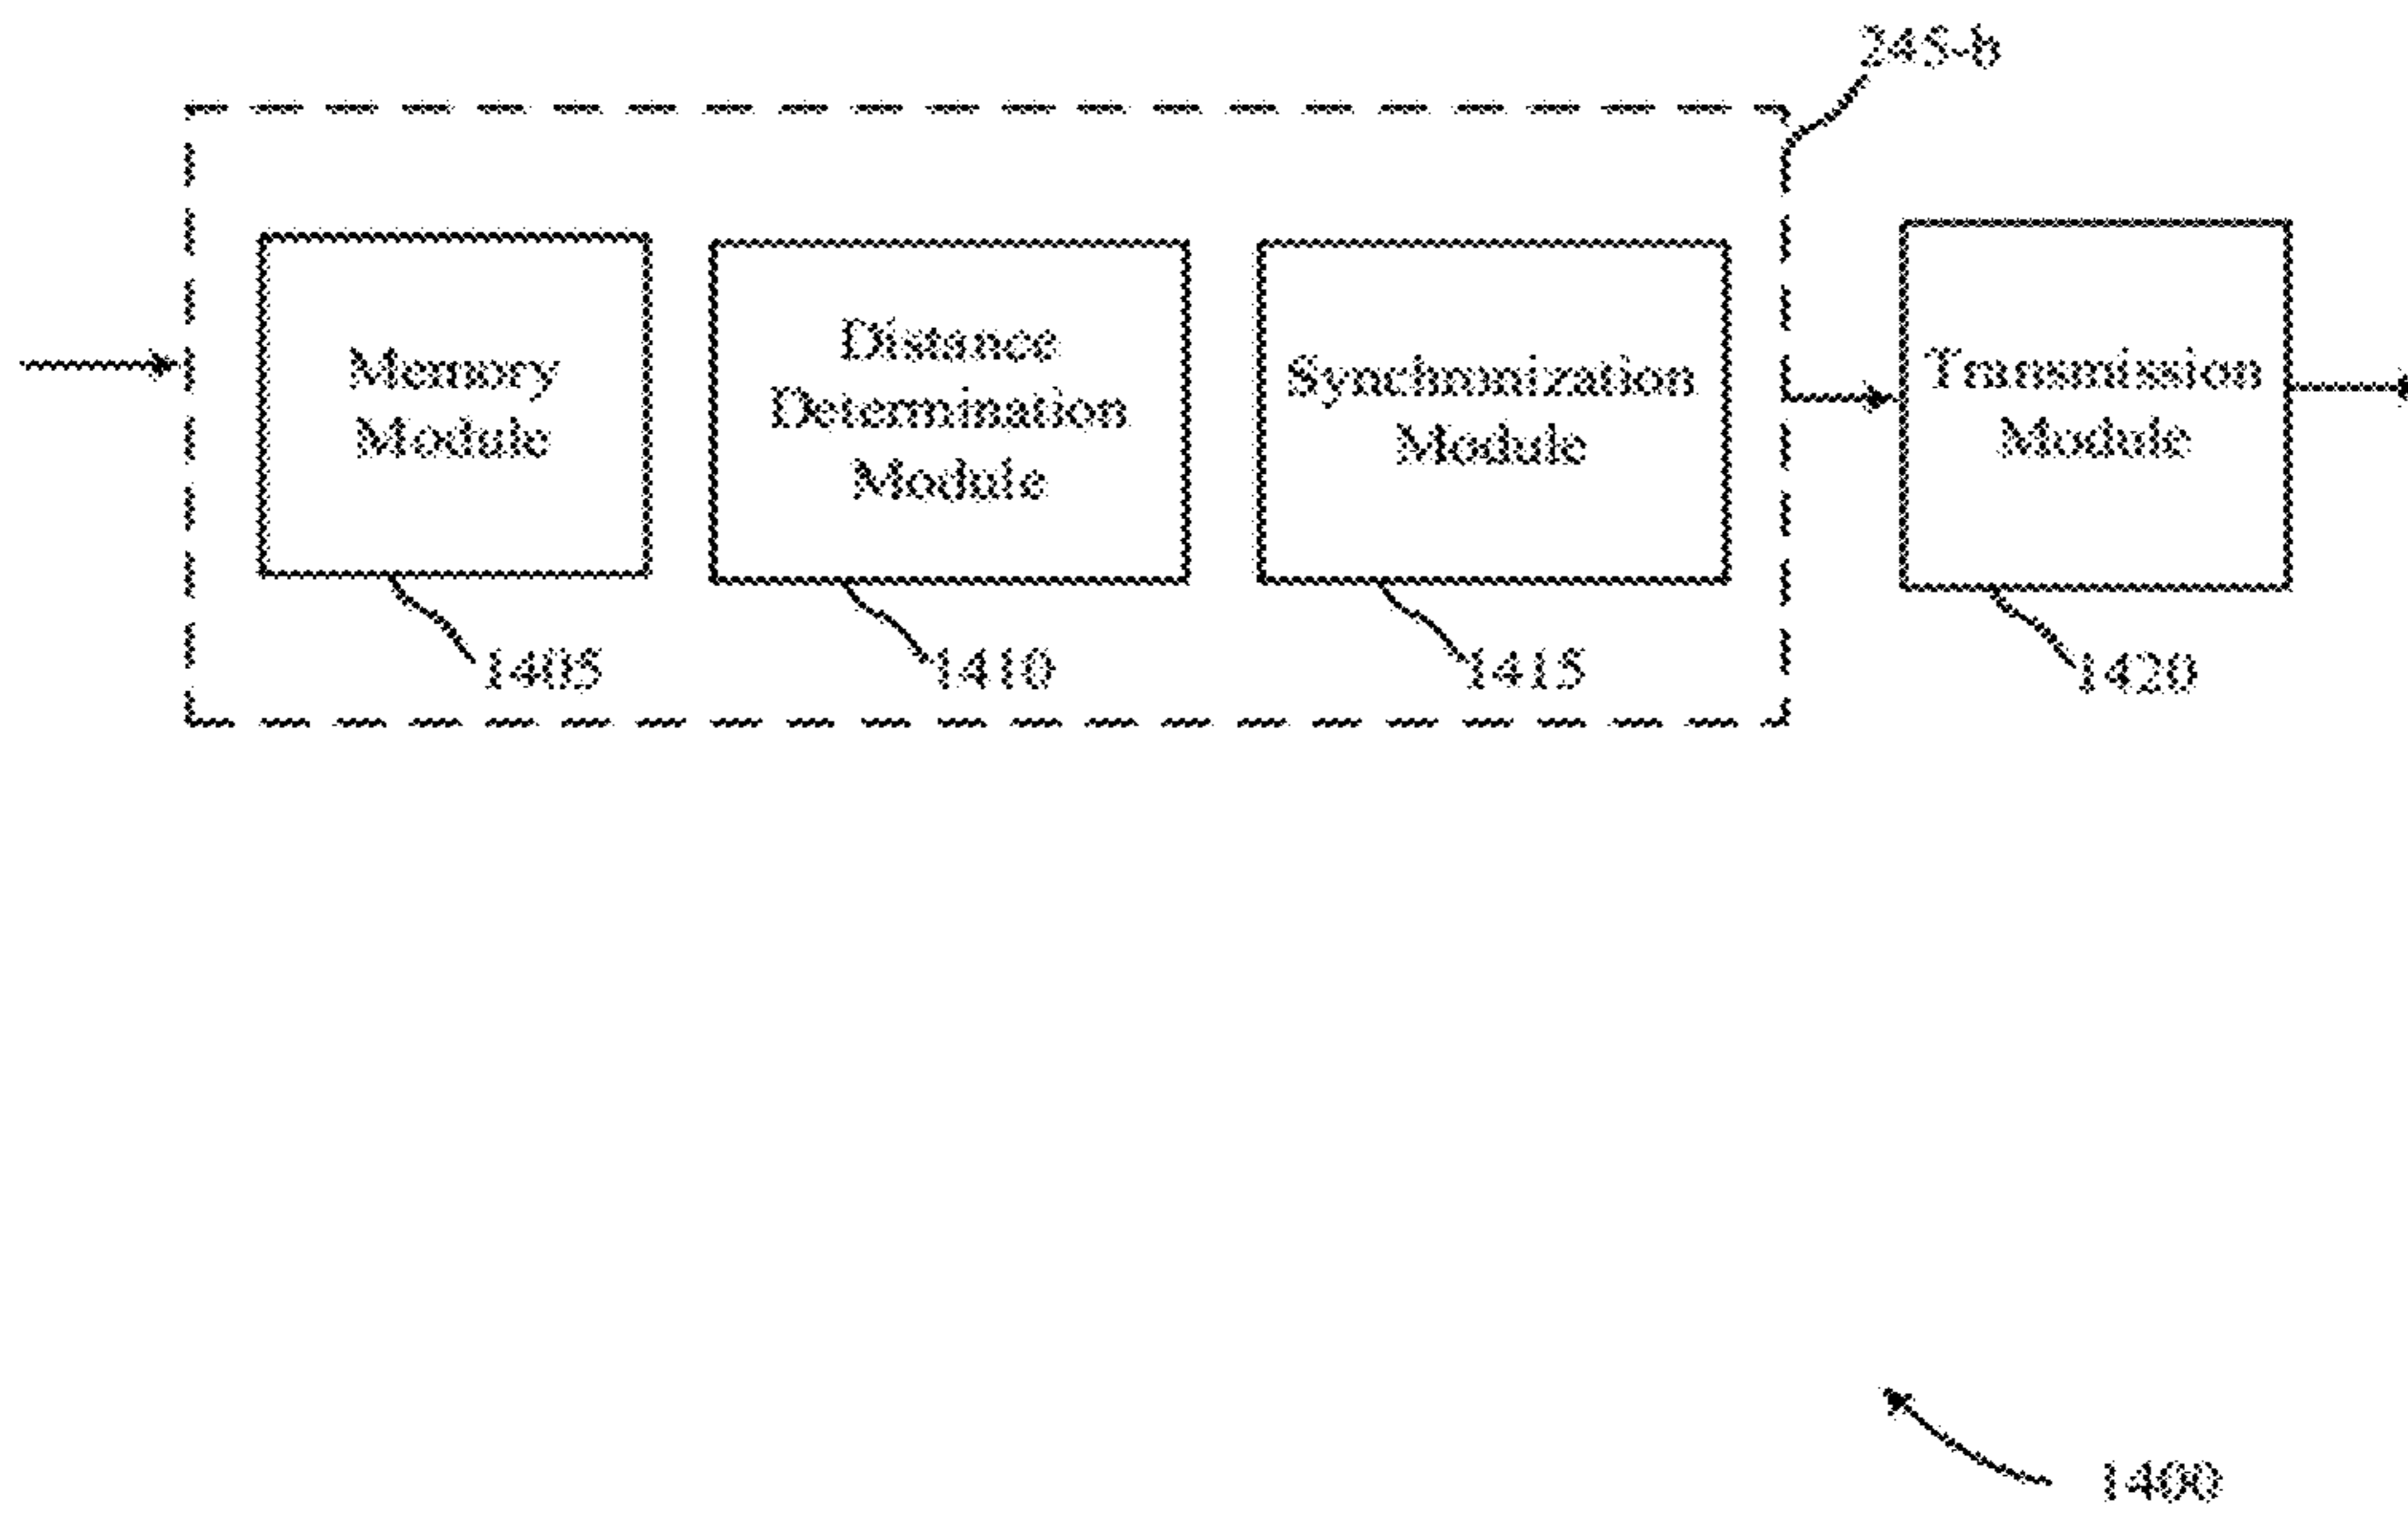 245-b
Memory
Module
Distance
Determination
Module
Synchronization
Module
Transmission
Module
1405
1410
1415
1420
1400